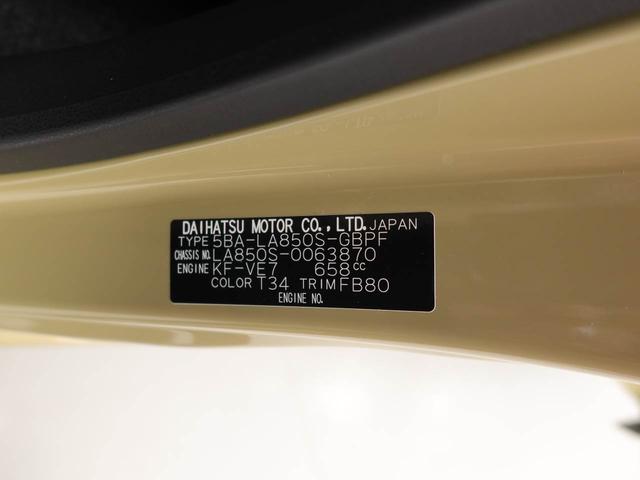 DAIHATSU MOTOR CO., LTD. JAPAN
TYPE 5BA-LA850S-GBPF
CHASSIS NO. LA850S-0063870
ENGINE KF-VE7 658cc
COLOR T34 TRIM FB80
ENGINE NO.